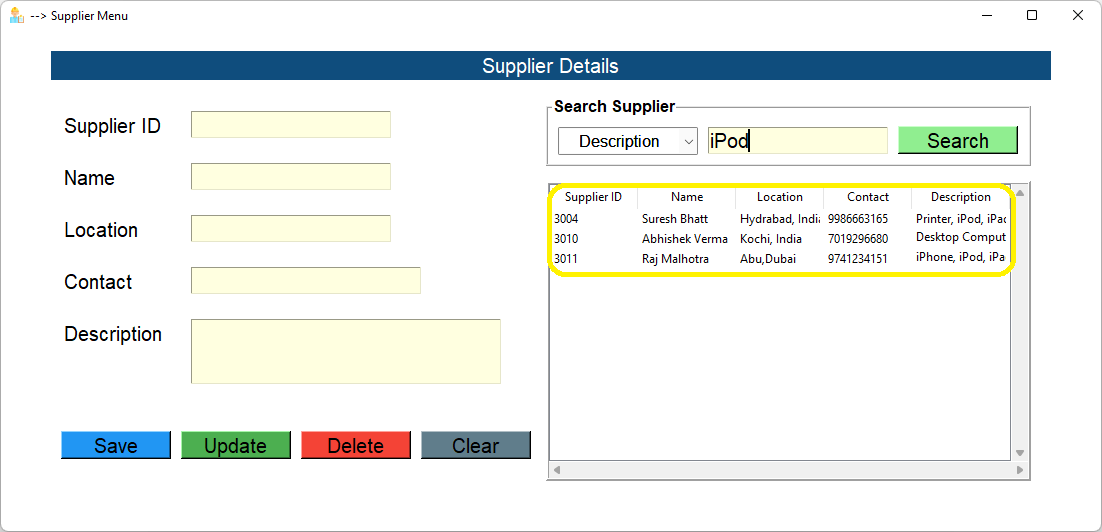 --> Supplier Menu
Supplier Details
Supplier ID
Name
Location
Contact
Description
Save Update Delete Clear
Search Supplier
Description iPod Search
Supplier ID Name Location Contact Description
3004 Suresh Bhatt Hydrabad, Indi 9986663165 Printer, iPod, iPad
3010 Abhishek Verma Kochi, India 7019296680 Desktop Comput
3011 Raj Malhotra Abu,Dubai 9741234151 iPhone, iPod, iPa